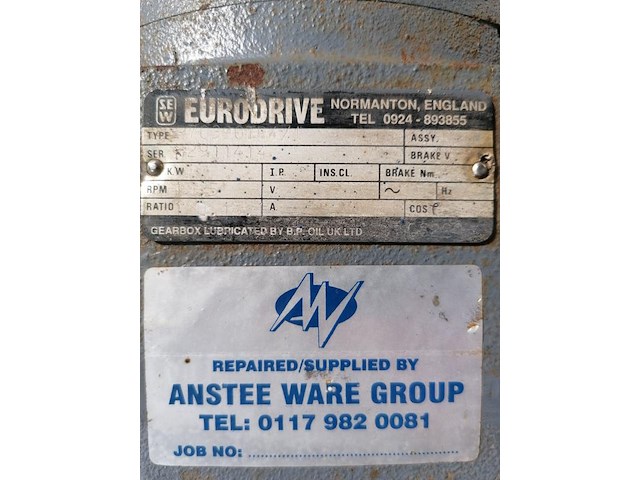 SEW EURODRIVE NORMANTON, ENGLAND
TEL 0924 - 893855
TYPE ASSY.
SER. BRAKE V
KW I.P. INS.CL. BRAKE Nm
RPM V ~ Hz
RATIO A COS φ
GEARBOX LUBRICATED BY B.P. OIL UK LTD
AW
REPAIRED/SUPPLIED BY
ANSTEE WARE GROUP
TEL: 0117 982 0081
JOB NO: